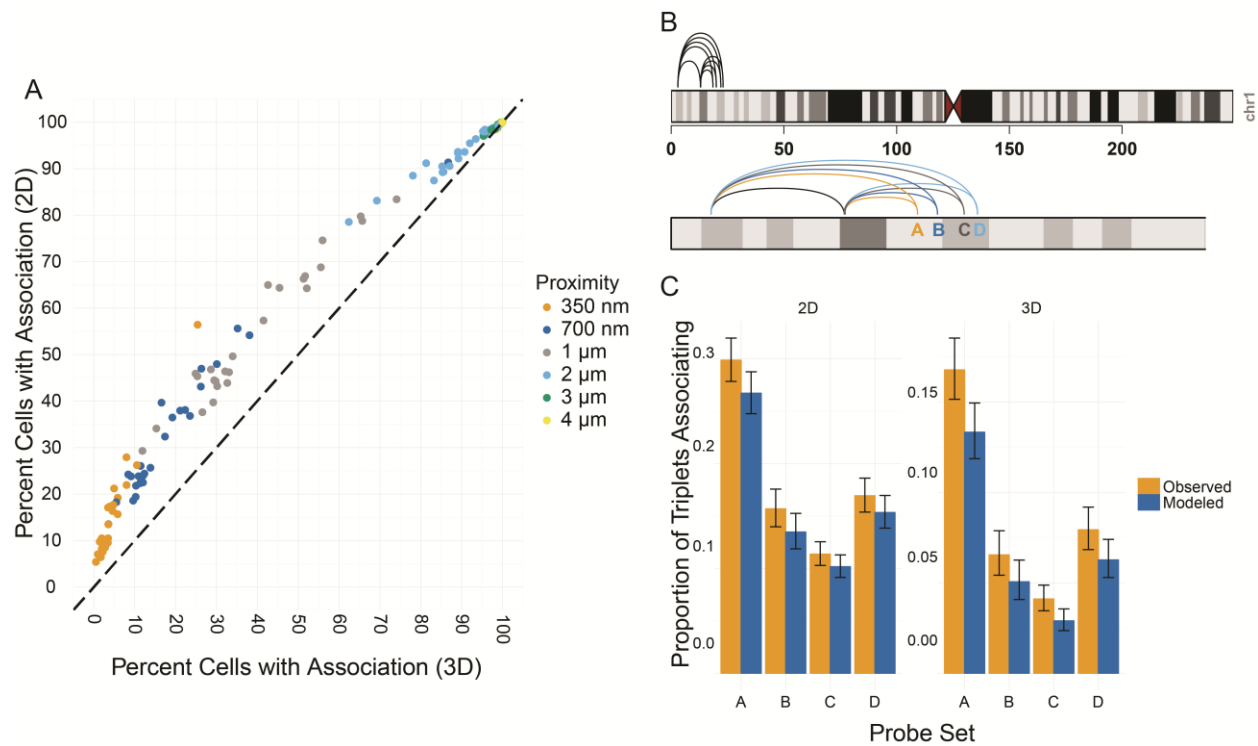 A
Percent Cells with Association (2D)
100
90
80
70
60
50
40
30
20
10
0
0 10 20 30 40 50 60 70 80 90 100
Percent Cells with Association (3D)
Proximity
350 nm
700 nm
1 µm
2 µm
3 µm
4 µm
B
chr1
0 50 100 150 200
A B C D
C
2D 3D
Proportion of Triplets Associating
0.3
0.2
0.1
0.0
0.15
0.10
0.05
0.00
A B C D A B C D
Probe Set
Observed
Modeled